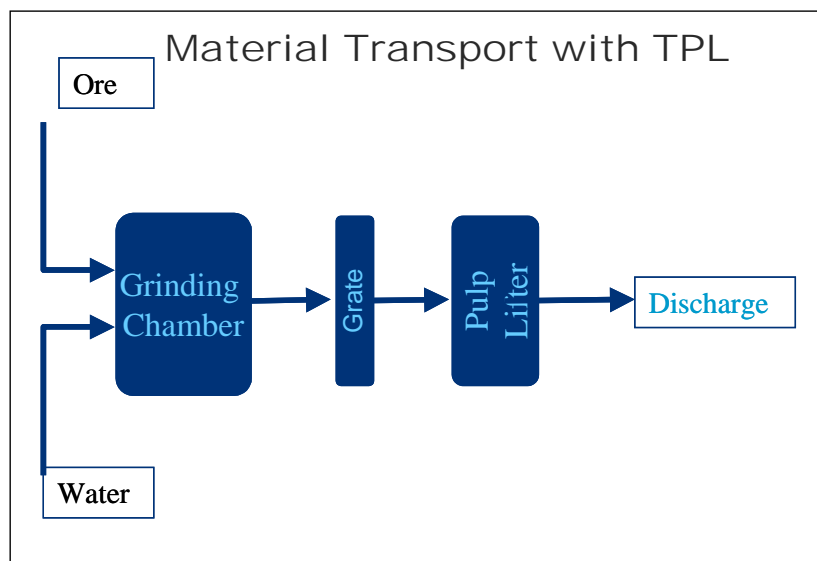 Material Transport with TPL
Ore
Grinding
Chamber
Grate
Pulp
Lifter
Discharge
Water